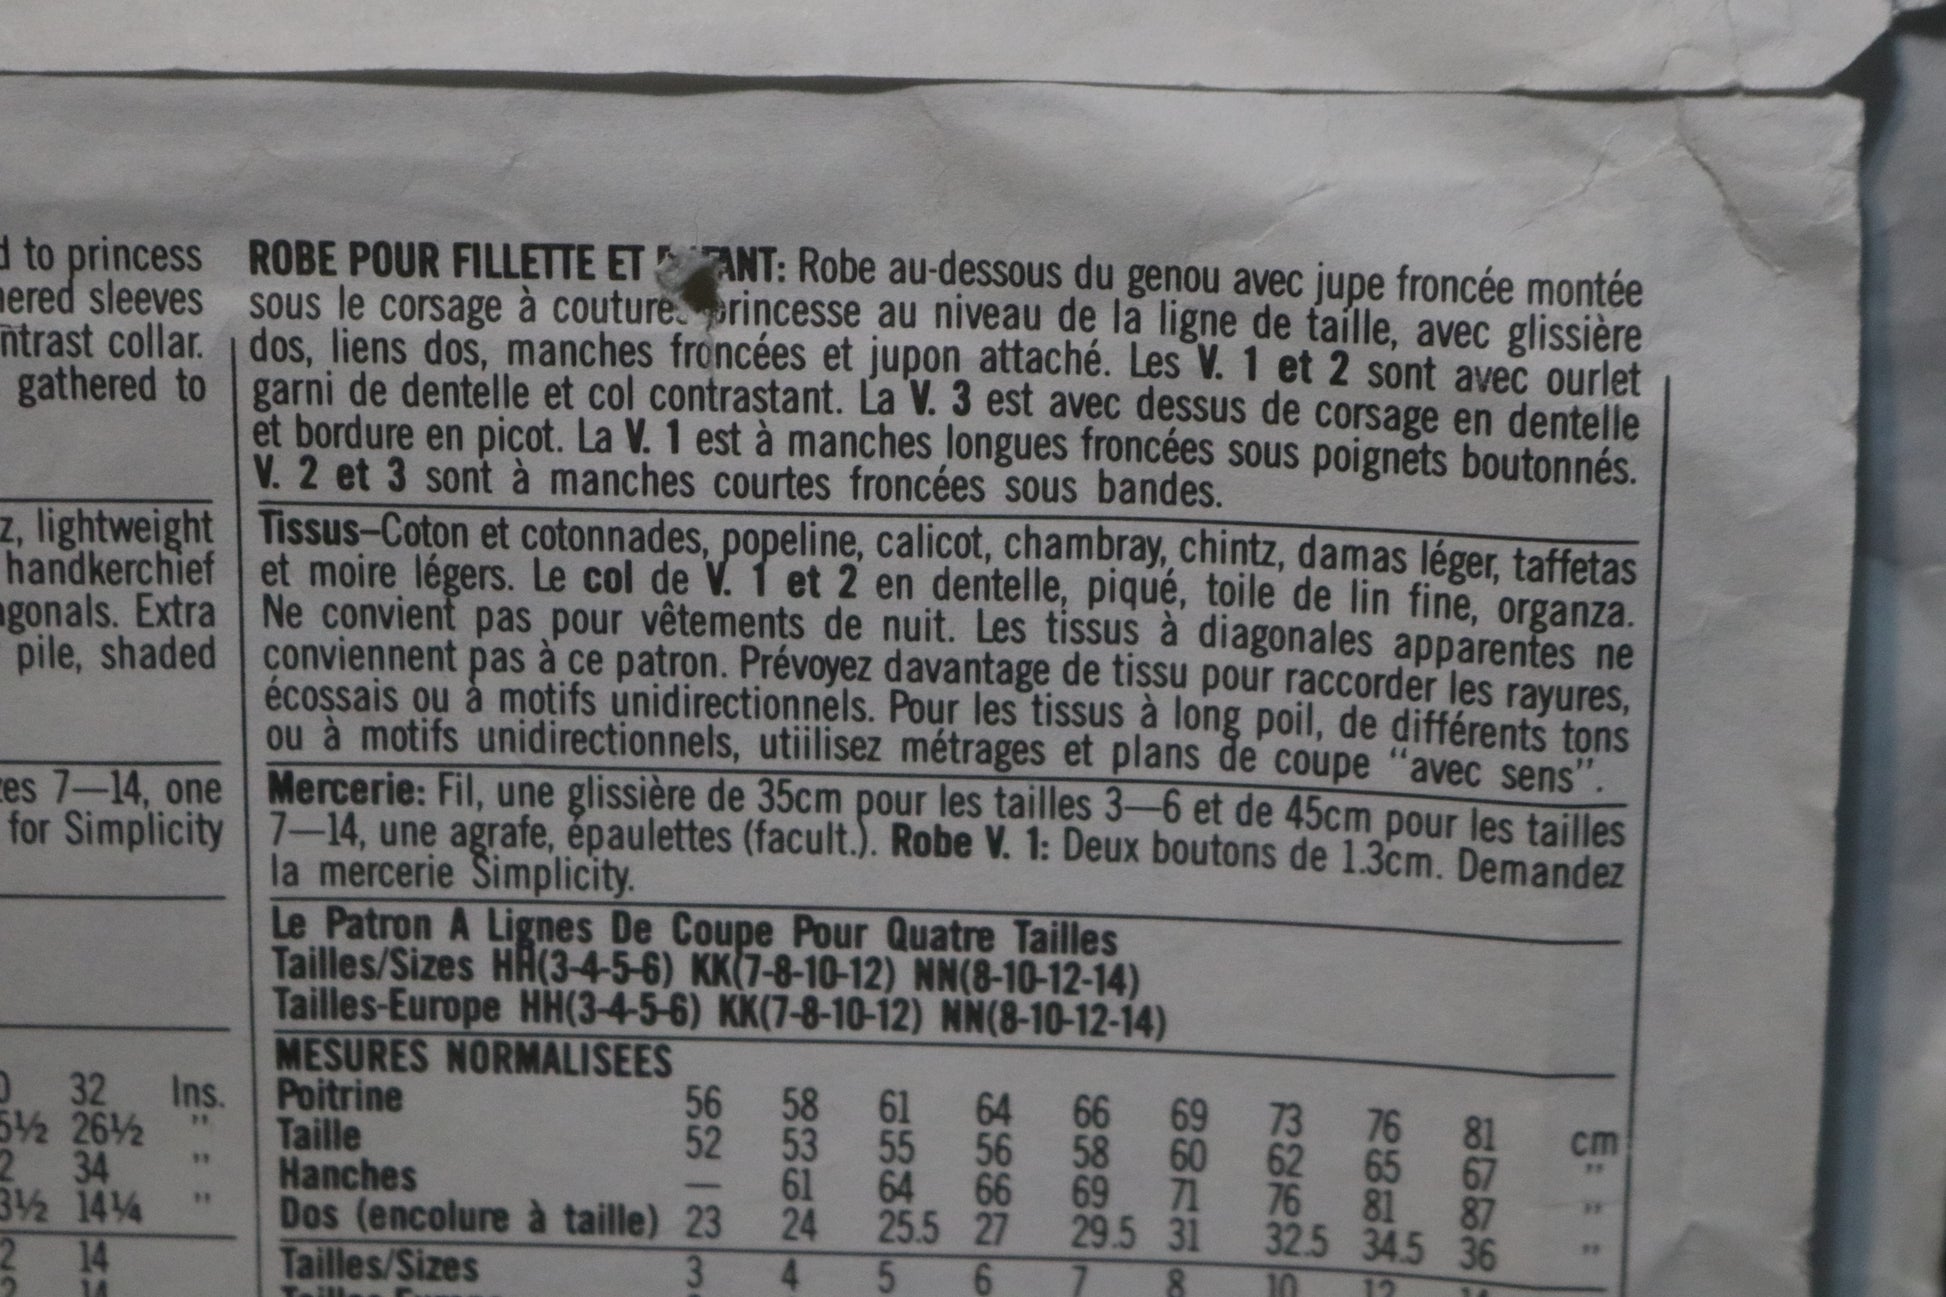 d to princess
ered sleeves
ntrast collar.
gathered to
z, lightweight
handkerchief
gonals. Extra
pile, shaded
es 7—14, one
for Simplicity
32 Ins.
5½ 26½ "
2 34 "
3½ 14¼ "
2 14
2 14
ROBE POUR FILLETTE ET ANT: Robe au-dessous du genou avec jupe froncée montée
sous le corsage à couture princesse au niveau de la ligne de taille, avec glissière
dos, liens dos, manches froncées et jupon attaché. Les V. 1 et 2 sont avec ourlet
garni de dentelle et col contrastant. La V. 3 est avec dessus de corsage en dentelle
et bordure en picot. La V. 1 est à manches longues froncées sous poignets boutonnés.
V. 2 et 3 sont à manches courtes froncées sous bandes.
Tissus—Coton et cotonnades, popeline, calicot, chambray, chintz, damas léger, taffetas
et moire légers. Le col de V. 1 et 2 en dentelle, piqué, toile de lin fine, organza.
Ne convient pas pour vêtements de nuit. Les tissus à diagonales apparentes ne
conviennent pas à ce patron. Prévoyez davantage de tissu pour raccorder les rayures,
écossais ou à motifs unidirectionnels. Pour les tissus à long poil, de différents tons
ou à motifs unidirectionnels, utiilisez métrages et plans de coupe "avec sens".
Mercerie: Fil, une glissière de 35cm pour les tailles 3—6 et de 45cm pour les tailles
7—14, une agrafe, épaulettes (facult.). Robe V. 1: Deux boutons de 1.3cm. Demandez
la mercerie Simplicity.
Le Patron A Lignes De Coupe Pour Quatre Tailles
Tailles/Sizes HH(3-4-5-6) KK(7-8-10-12) NN(8-10-12-14)
Tailles-Europe HH(3-4-5-6) KK(7-8-10-12) NN(8-10-12-14)
MESURES NORMALISEES
Poitrine 56 58 61 64 66 69 73 76 81 cm
Taille 52 53 55 56 58 60 62 65 67 "
Hanches — 61 64 66 69 71 76 81 87 "
Dos (encolure à taille) 23 24 25.5 27 29.5 31 32.5 34.5 36 "
Tailles/Sizes 3 4 5 6 7 8 10 12 14